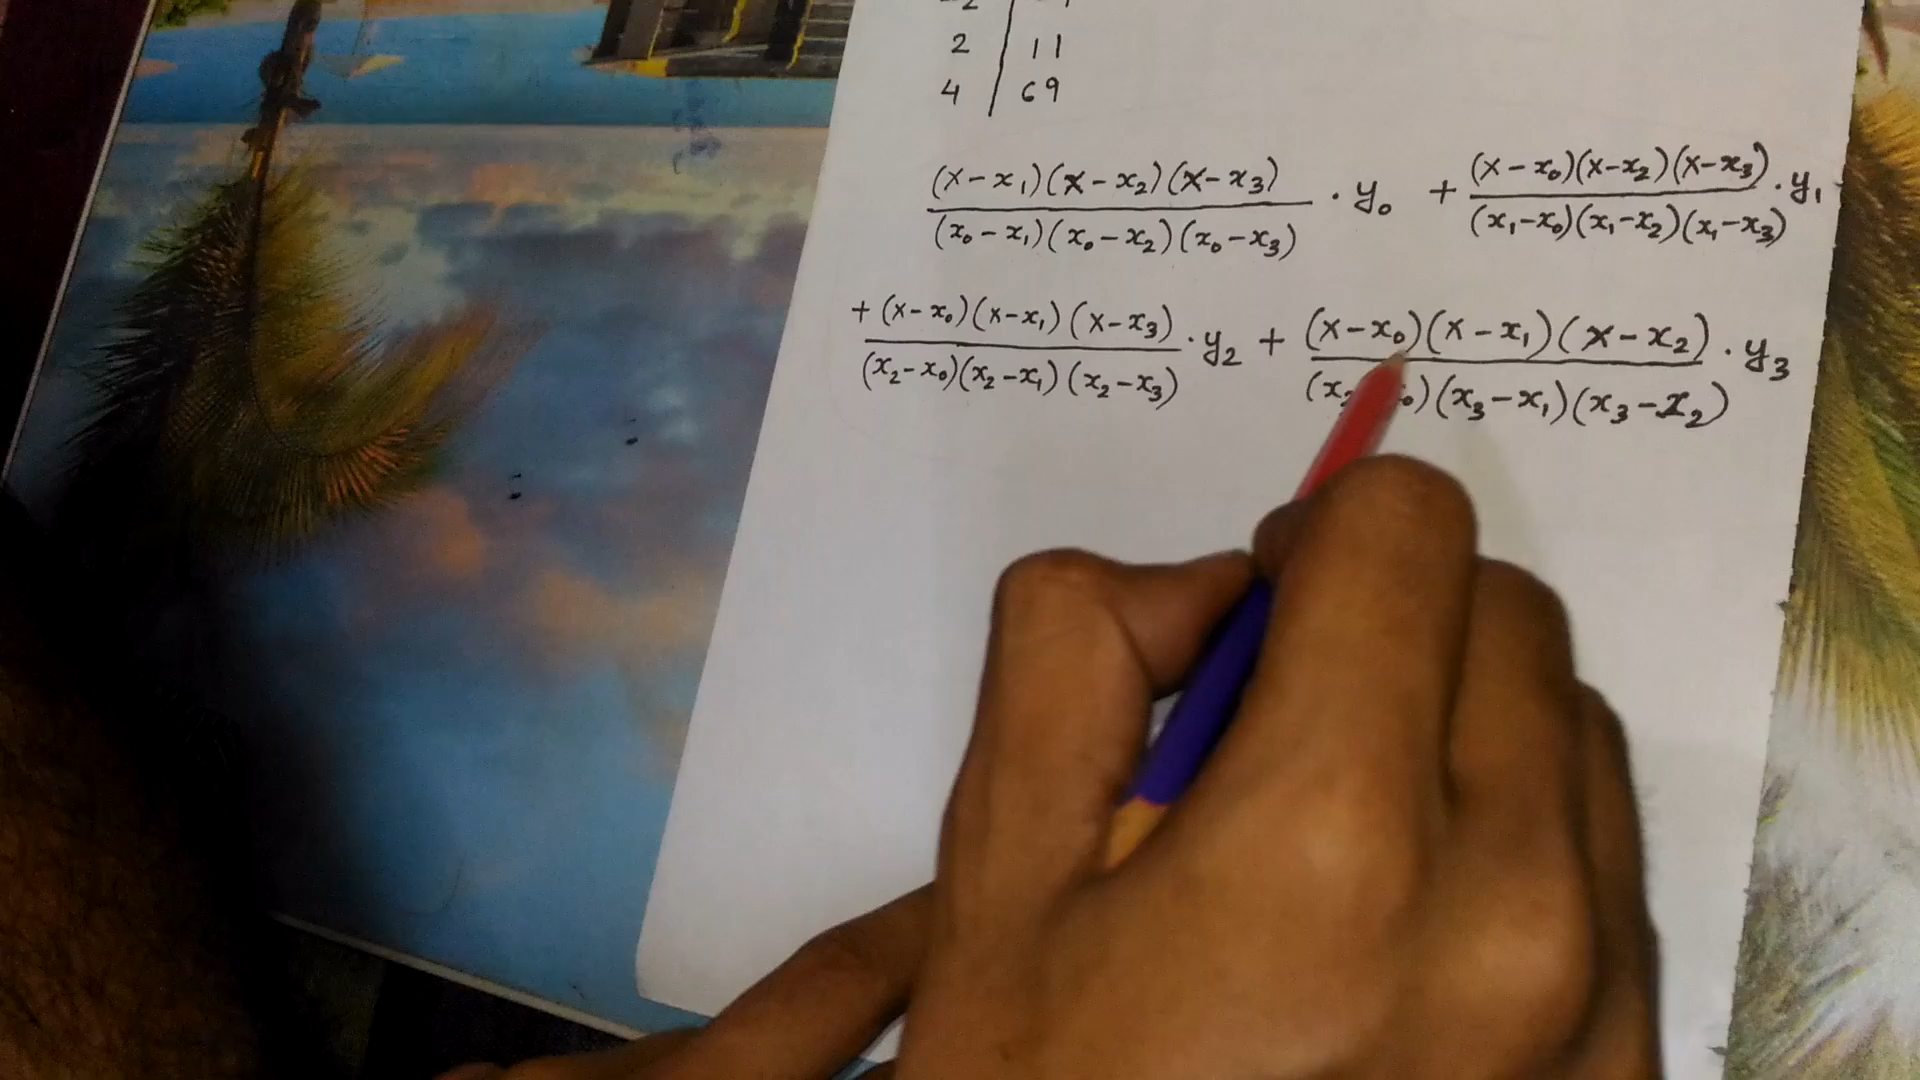 -2
2 | 11
4 | 69
(x-x₁)(x-x₂)(x-x₃) / (x₀-x₁)(x₀-x₂)(x₀-x₃) · y₀ + (x-x₀)(x-x₂)(x-x₃) / (x₁-x₀)(x₁-x₂)(x₁-x₃) · y₁
+ (x-x₀)(x-x₁)(x-x₃) / (x₂-x₀)(x₂-x₁)(x₂-x₃) · y₂ + (x-x₀)(x-x₁)(x-x₂) / (x₃-x₁)(x₃-x₂) · y₃